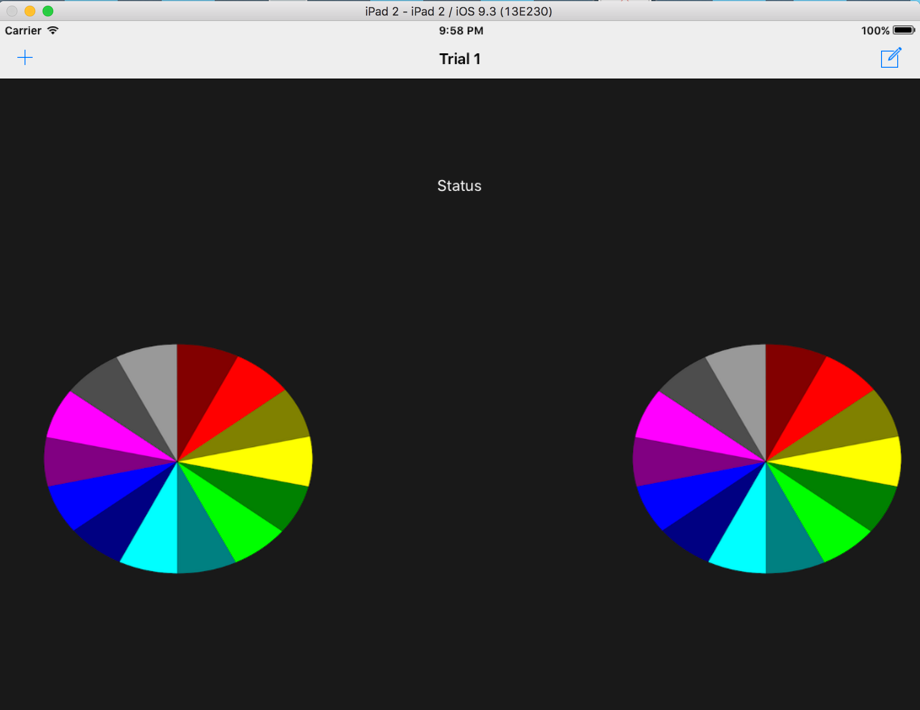 iPad 2 - iPad 2 / iOS 9.3 (13E230)
Carrier 9:58 PM 100%
Trial 1
Status